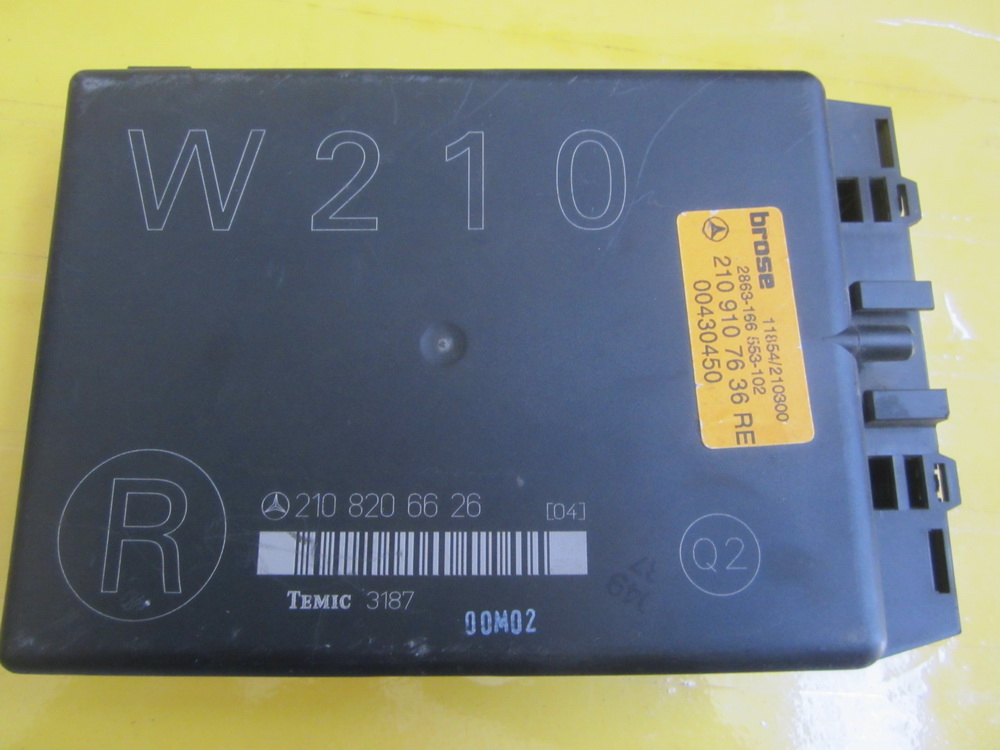 W210
brose 11854/210300
2863-166 553-102
210 910 76 36 RE
00430450
R
210 820 66 26 [04]
Q2
TEMIC 3187
00M02